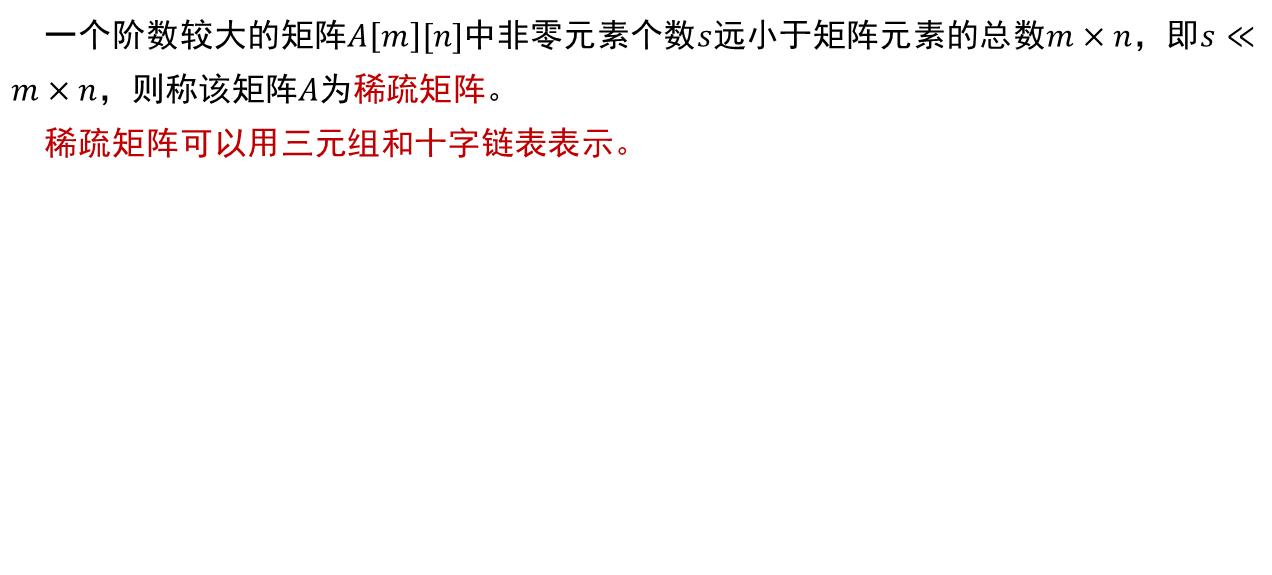 一个阶数较大的矩阵A[m][n]中非零元素个数s远小于矩阵元素的总数m × n，即s ≪
m × n，则称该矩阵A为稀疏矩阵。
稀疏矩阵可以用三元组和十字链表表示。